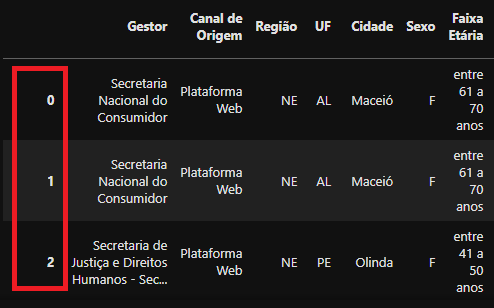 Gestor Canal de Origem Região UF Cidade Sexo Faixa Etária
0 Secretaria Nacional do Consumidor Plataforma Web NE AL Maceió F entre 61 a 70 anos
1 Secretaria Nacional do Consumidor Plataforma Web NE AL Maceió F entre 61 a 70 anos
2 Secretaria de Justiça e Direitos Humanos - Sec... Plataforma Web NE PE Olinda F entre 41 a 50 anos